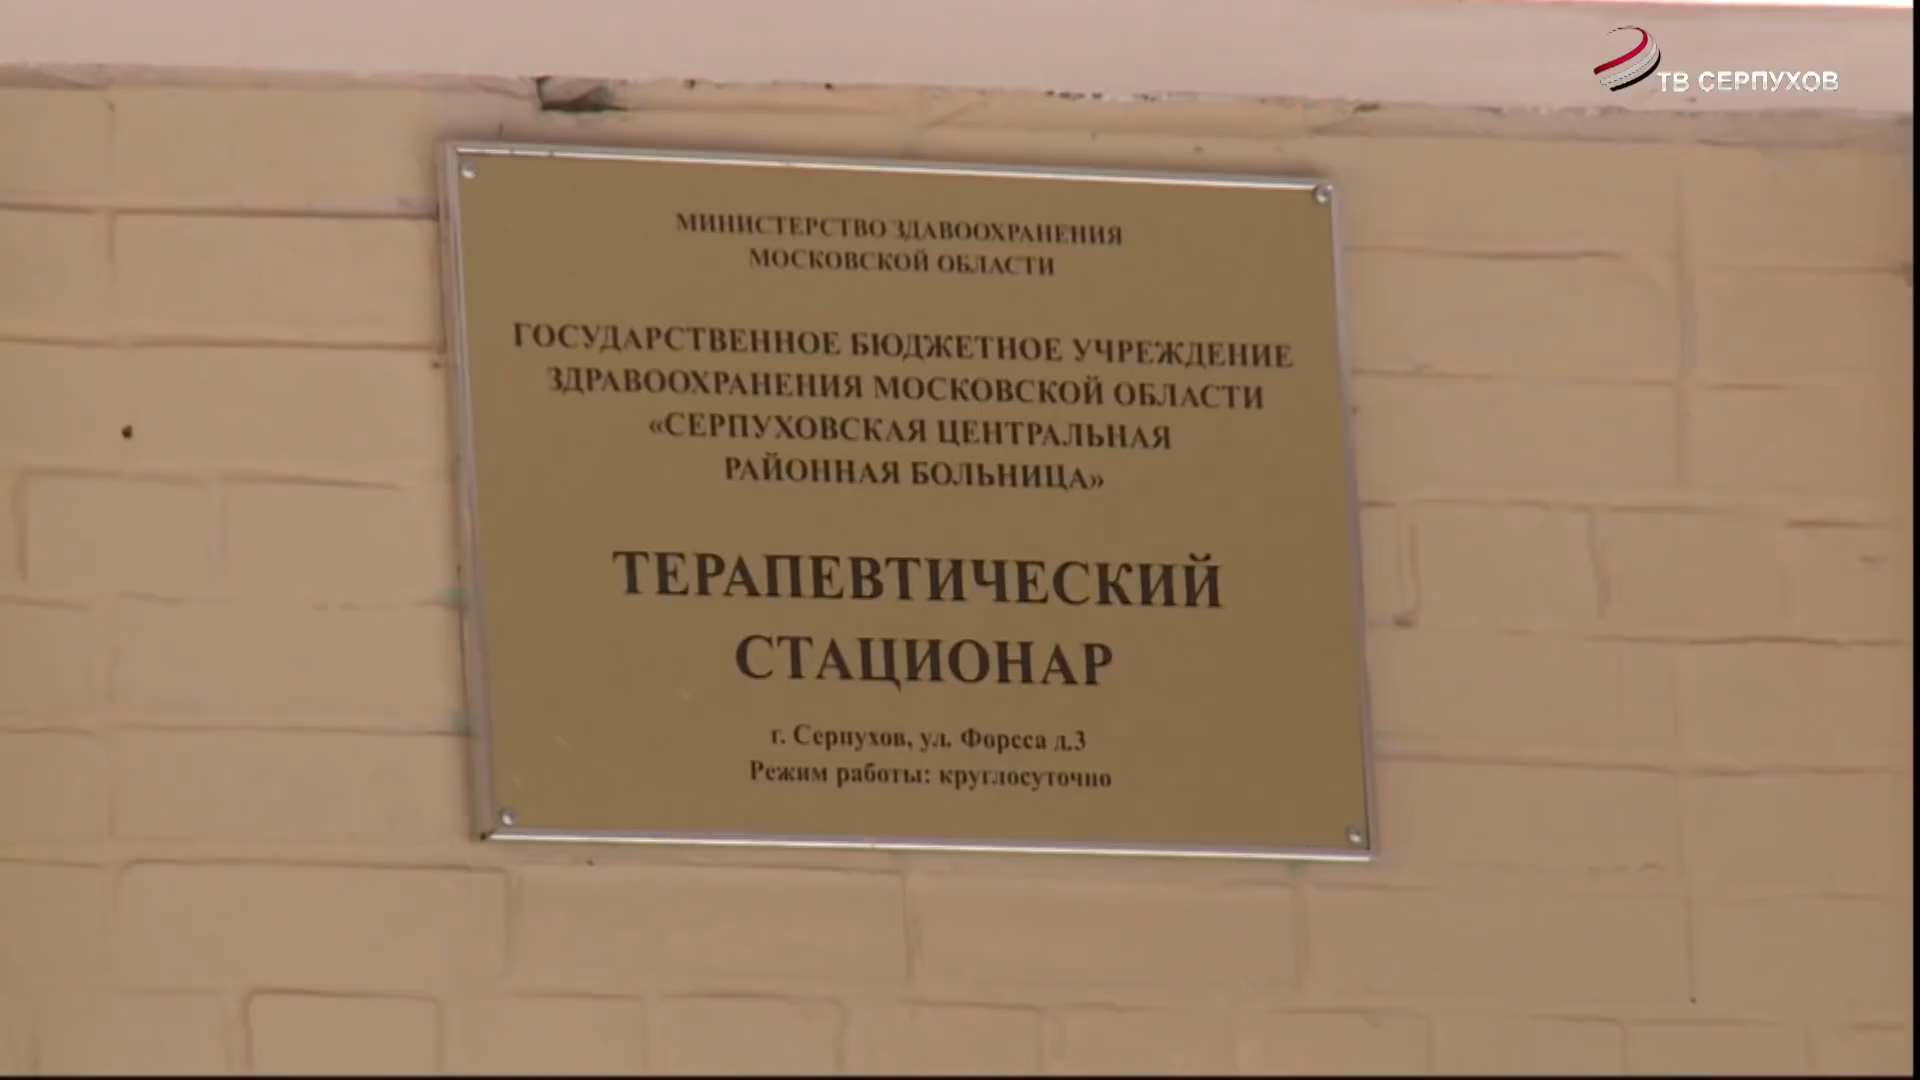 ТВ СЕРПУХОВ
МИНИСТЕРСТВО ЗДАВООХРАНЕНИЯ
МОСКОВСКОЙ ОБЛАСТИ
ГОСУДАРСТВЕННОЕ БЮДЖЕТНОЕ УЧРЕЖДЕНИЕ
ЗДРАВООХРАНЕНИЯ МОСКОВСКОЙ ОБЛАСТИ
«СЕРПУХОВСКАЯ ЦЕНТРАЛЬНАЯ
РАЙОННАЯ БОЛЬНИЦА»
ТЕРАПЕВТИЧЕСКИЙ
СТАЦИОНАР
г. Серпухов, ул. Форсса д.3
Режим работы: круглосуточно